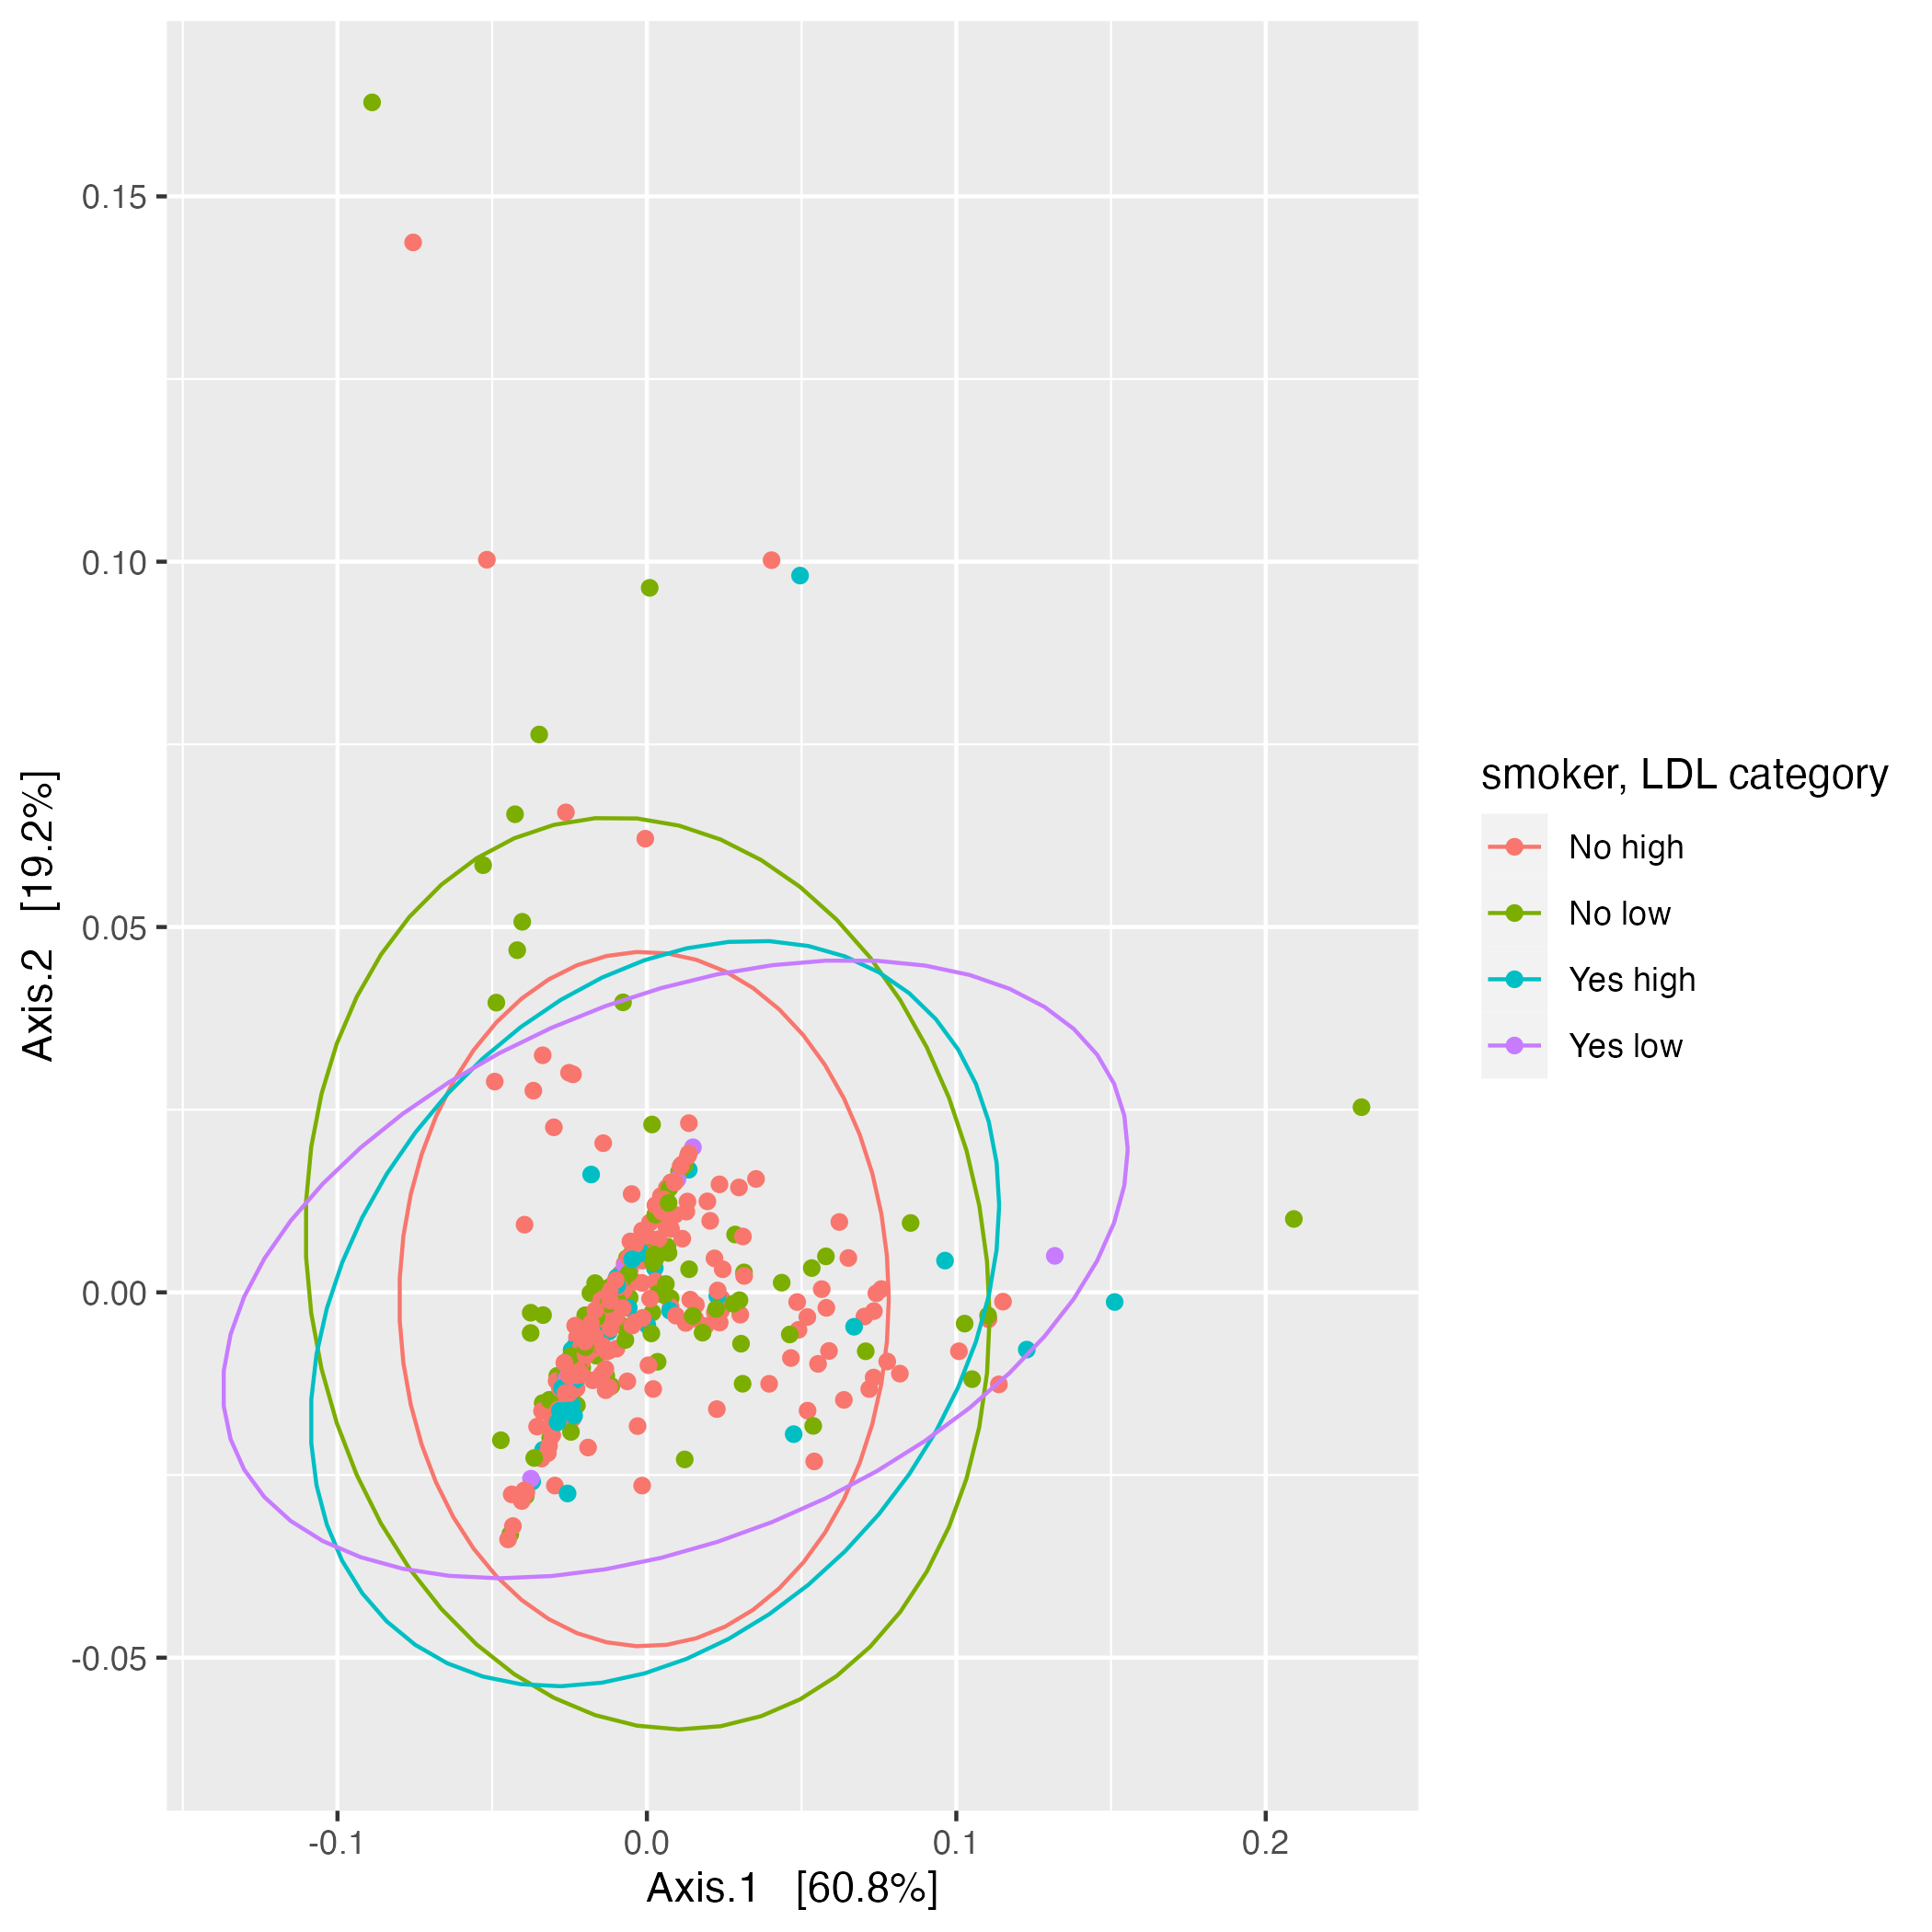 0.15
0.10
0.05
0.00
-0.05
Axis.2 [19.2%]
-0.1
0.0
0.1
0.2
Axis.1 [60.8%]
smoker, LDL category
No high
No low
Yes high
Yes low